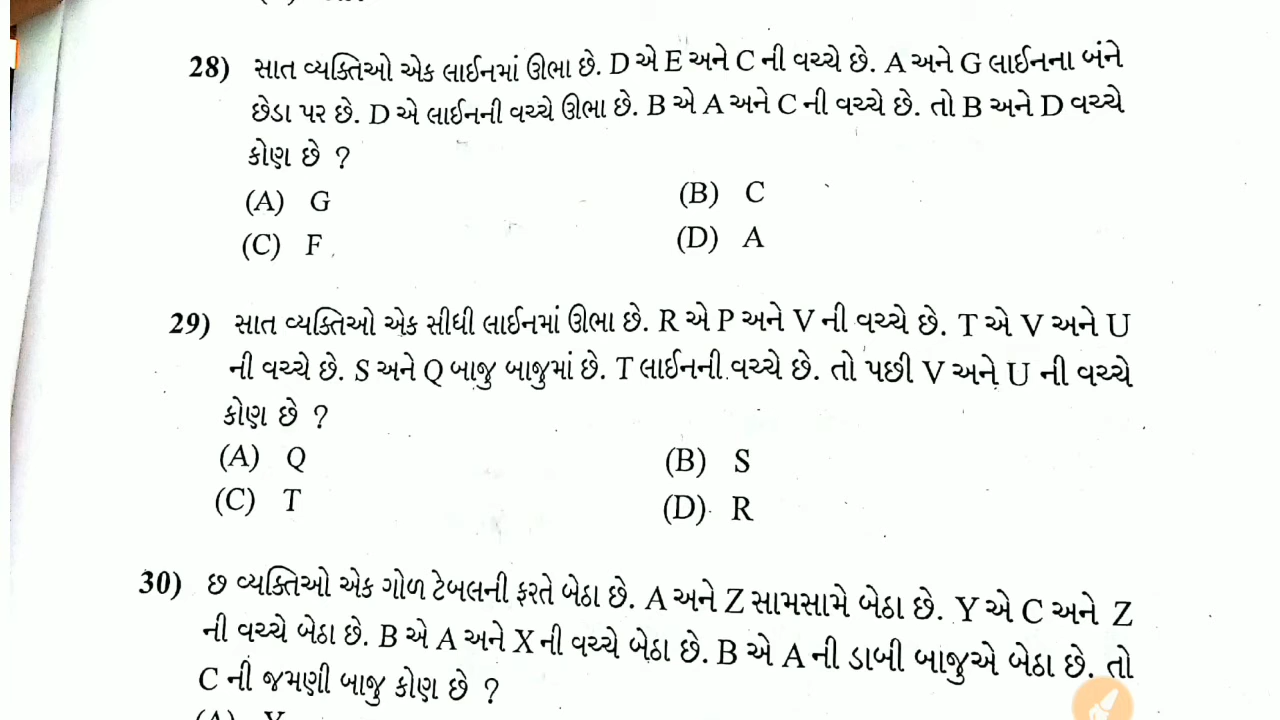 28) સાત વ્યક્તિઓ એક લાઈનમાં ઊભા છે. D એ E અને C ની વચ્ચે છે. A અને G લાઈનના બંને
છેડા પર છે. D એ લાઈનની વચ્ચે ઊભા છે. B એ A અને C ની વચ્ચે છે. તો B અને D વચ્ચે
કોણ છે ?
(A) G (B) C
(C) F (D) A
29) સાત વ્યક્તિઓ એક સીધી લાઈનમાં ઊભા છે. R એ P અને V ની વચ્ચે છે. T એ V અને U
ની વચ્ચે છે. S અને Q બાજુ બાજુમાં છે. T લાઈનની વચ્ચે છે. તો પછી V અને U ની વચ્ચે
કોણ છે ?
(A) Q (B) S
(C) T (D) R
30) છ વ્યક્તિઓ એક ગોળ ટેબલની ફરતે બેઠા છે. A અને Z સામસામે બેઠા છે. Y એ C અને Z
ની વચ્ચે બેઠા છે. B એ A અને X ની વચ્ચે બેઠા છે. B એ A ની ડાબી બાજુએ બેઠા છે. તો
C ની જમણી બાજુ કોણ છે ?